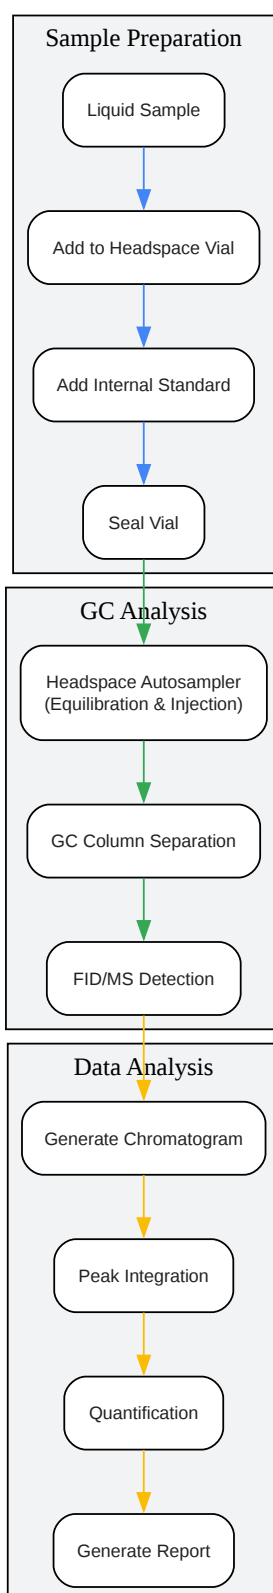 Sample Preparation
Liquid Sample
Add to Headspace Vial
Add Internal Standard
Seal Vial
GC Analysis
Headspace Autosampler
(Equilibration & Injection)
GC Column Separation
FID/MS Detection
Data Analysis
Generate Chromatogram
Peak Integration
Quantification
Generate Report